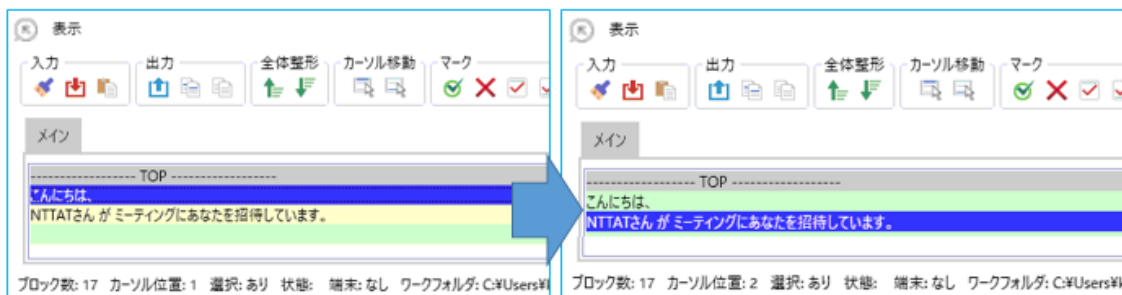 表示
入力 出力 全体整形 カーソル移動 マーク
メイン
------------------ TOP ------------------
こんにちは、
NTTATさん が ミーティングにあなたを招待しています。
ブロック数: 17 カーソル位置: 1 選択: あり 状態: 端末: なし ワークフォルダ: C:¥Users¥
表示
入力 出力 全体整形 カーソル移動 マーク
メイン
------------------ TOP ------------------
こんにちは、
NTTATさん が ミーティングにあなたを招待しています。
ブロック数: 17 カーソル位置: 2 選択: あり 状態: 端末: なし ワークフォルダ: C:¥Users¥